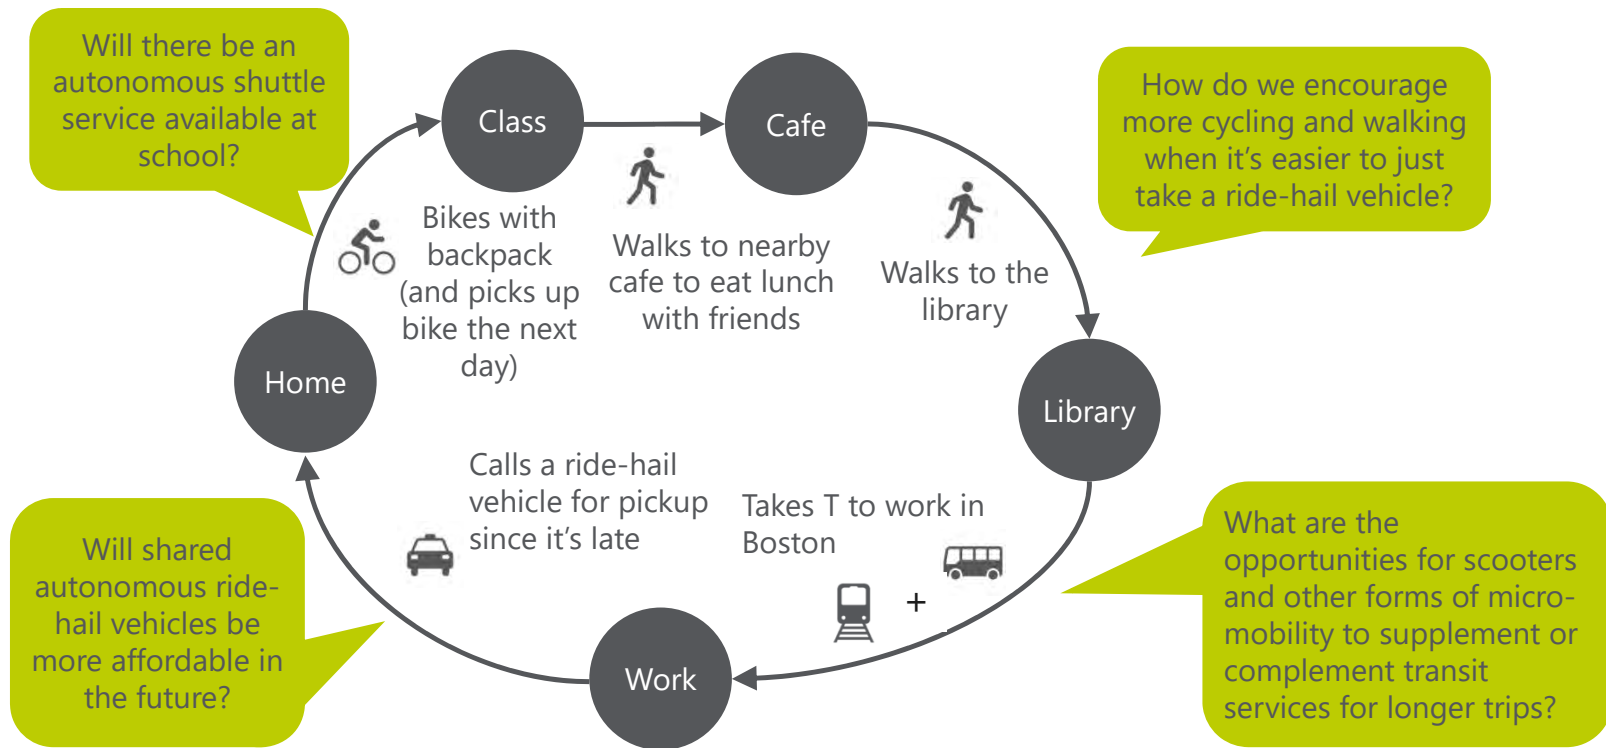 Will there be an
autonomous shuttle
service available at
school?
Class
Cafe
How do we encourage
more cycling and walking
when it’s easier to just
take a ride-hail vehicle?
Bikes with
backpack
(and picks up
bike the next
day)
Walks to nearby
cafe to eat lunch
with friends
Walks to the
library
Home
Library
Calls a ride-hail
vehicle for pickup
since it’s late
Takes T to work in
Boston
+
Will shared
autonomous ride-
hail vehicles be
more affordable in
the future?
Work
What are the
opportunities for scooters
and other forms of micro-
mobility to supplement or
complement transit
services for longer trips?